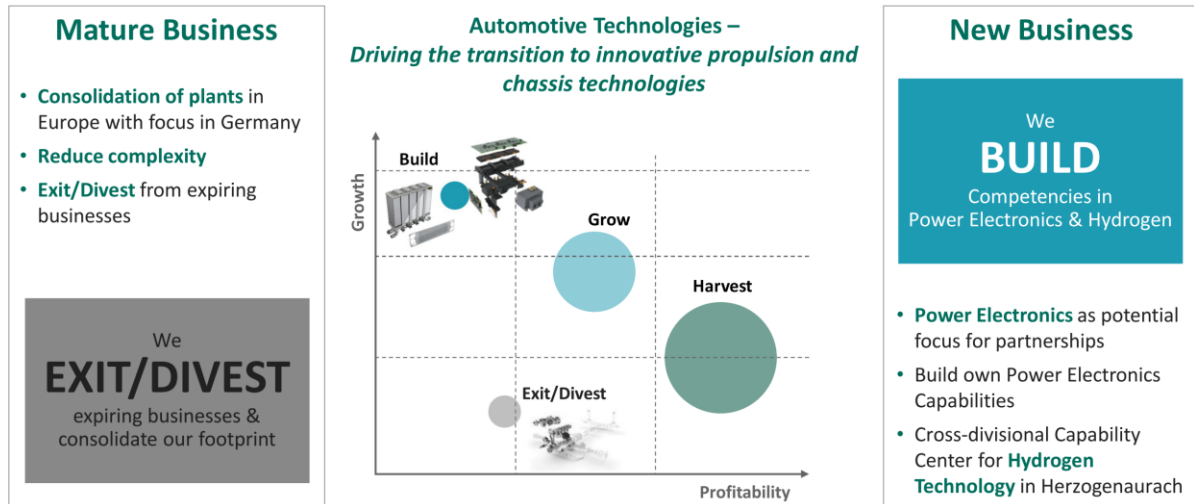 Mature Business
• Consolidation of plants in
Europe with focus in Germany
• Reduce complexity
• Exit/Divest from expiring
businesses
We
EXIT/DIVEST
expiring businesses &
consolidate our footprint
Automotive Technologies –
Driving the transition to innovative propulsion and
chassis technologies
Growth
Build
Grow
Harvest
Exit/Divest
Profitability
New Business
We
BUILD
Competencies in
Power Electronics & Hydrogen
• Power Electronics as potential
focus for partnerships
• Build own Power Electronics
Capabilities
• Cross-divisional Capability
Center for Hydrogen
Technology in Herzogenaurach